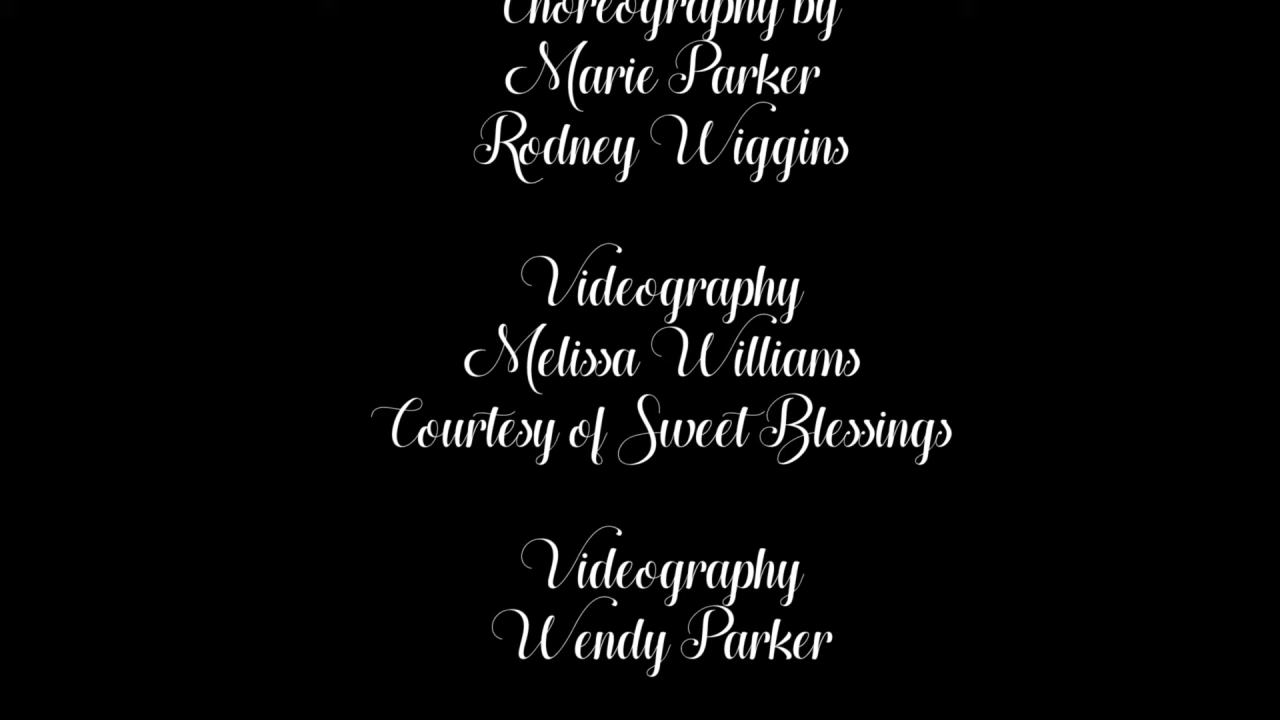 Choreography by
Marie Parker
Rodney Wiggins
Videography
Melissa Williams
Courtesy of Sweet Blessings
Videography
Wendy Parker